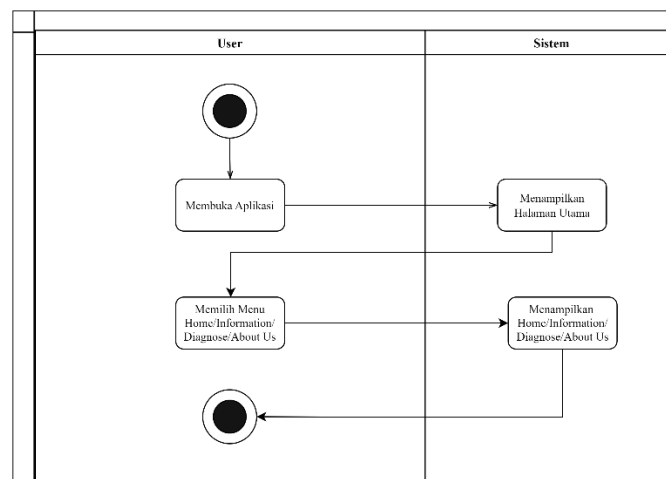 User
Sistem
Membuka Aplikasi
Menampilkan
Halaman Utama
Memilih Menu
Home/Information/
Diagnose/About Us
Menampilkan
Home/Information/
Diagnose/About Us